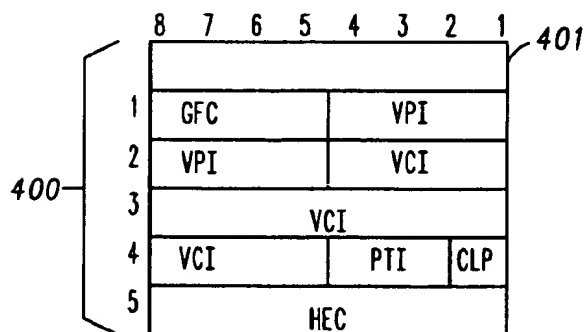 8 7 6 5 4 3 2 1
401
1 GFC VPI
2 VPI VCI
400
3 VCI
4 VCI PTI CLP
5 HEC